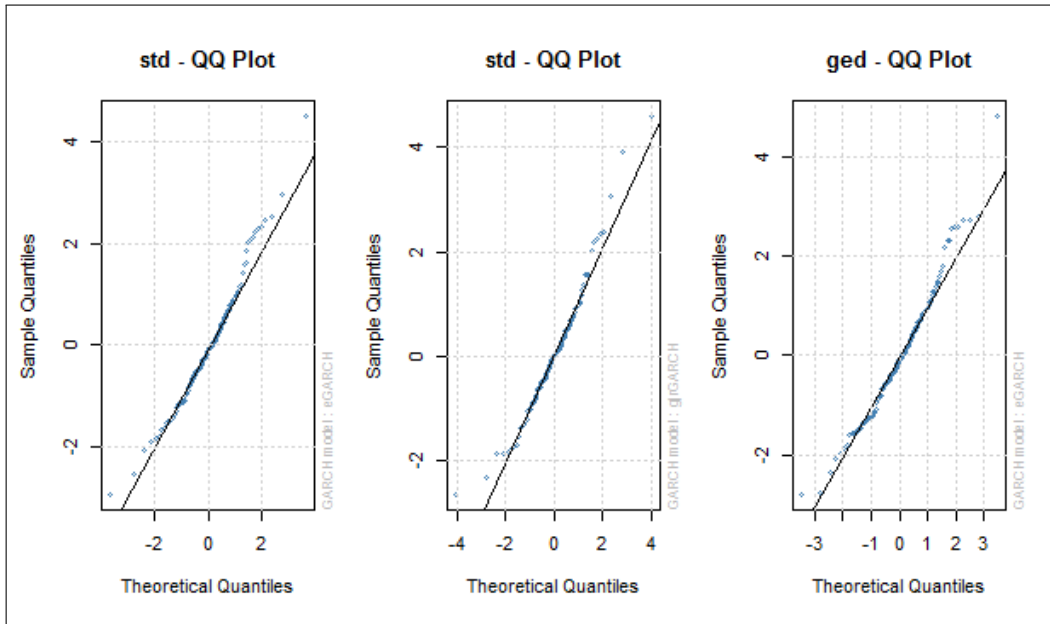 std - QQ Plot
Sample Quantiles
4
2
0
-2
-2
0
2
Theoretical Quantiles
GARCH model : eGARCH
std - QQ Plot
Sample Quantiles
4
2
0
-2
-4
-2
0
2
4
Theoretical Quantiles
GARCH model : gjrGARCH
ged - QQ Plot
Sample Quantiles
4
2
0
-2
-3
-1
0
1
2
3
Theoretical Quantiles
GARCH model : eGARCH